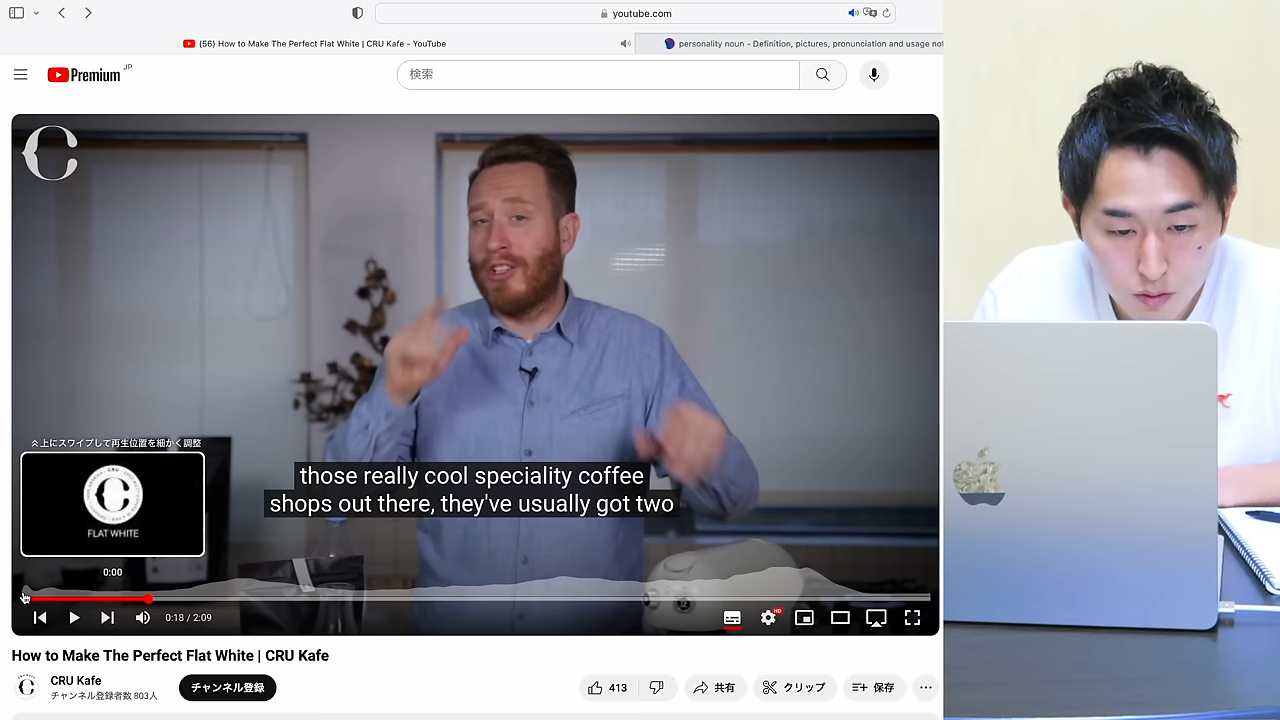 youtube.com
(56) How to Make The Perfect Flat White | CRU Kafe - YouTube
personality noun - Definition, pictures, pronunciation and usage not
Premium JP
検索
上にスワイプして再生位置を細かく調整
those really cool speciality coffee
shops out there, they've usually got two
FLAT WHITE
0:00
0:18 / 2:09
HD
How to Make The Perfect Flat White | CRU Kafe
CRU Kafe
チャンネル登録者数 803人
チャンネル登録
413
共有
クリップ
保存